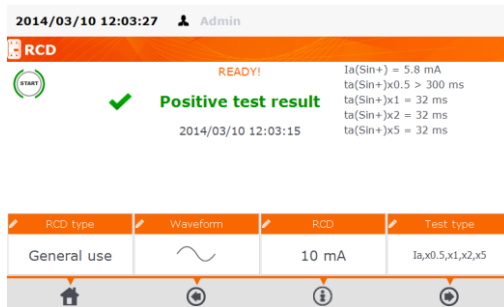 2014/03/10 12:03:27 Admin
RCD
START
READY!
Positive test result
2014/03/10 12:03:15
Ia(Sin+) = 5.8 mA
ta(Sin+)x0.5 > 300 ms
ta(Sin+)x1 = 32 ms
ta(Sin+)x2 = 32 ms
ta(Sin+)x5 = 32 ms
RCD type Waveform RCD Test type
General use 10 mA Ia,x0.5,x1,x2,x5